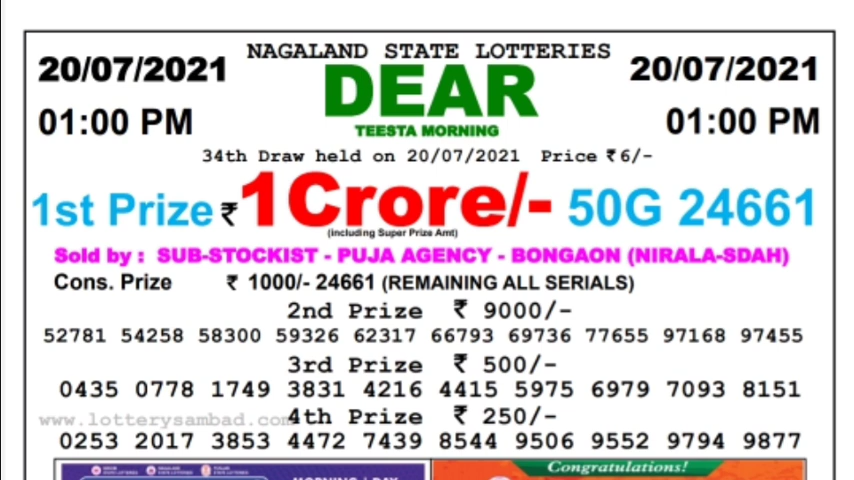 NAGALAND STATE LOTTERIES
20/07/2021 DEAR 20/07/2021
01:00 PM TEESTA MORNING 01:00 PM
34th Draw held on 20/07/2021 Price ₹6/-
1st Prize ₹1Crore/- 50G 24661
(including Super Prize Amt)
Sold by : SUB-STOCKIST - PUJA AGENCY - BONGAON (NIRALA-SDAH)
Cons. Prize ₹ 1000/- 24661 (REMAINING ALL SERIALS)
2nd Prize ₹ 9000/-
52781 54258 58300 59326 62317 66793 69736 77655 97168 97455
3rd Prize ₹ 500/-
0435 0778 1749 3831 4216 4415 5975 6979 7093 8151
www.lotterysambad.com
4th Prize ₹ 250/-
0253 2017 3853 4472 7439 8544 9506 9552 9794 9877
Congratulations!